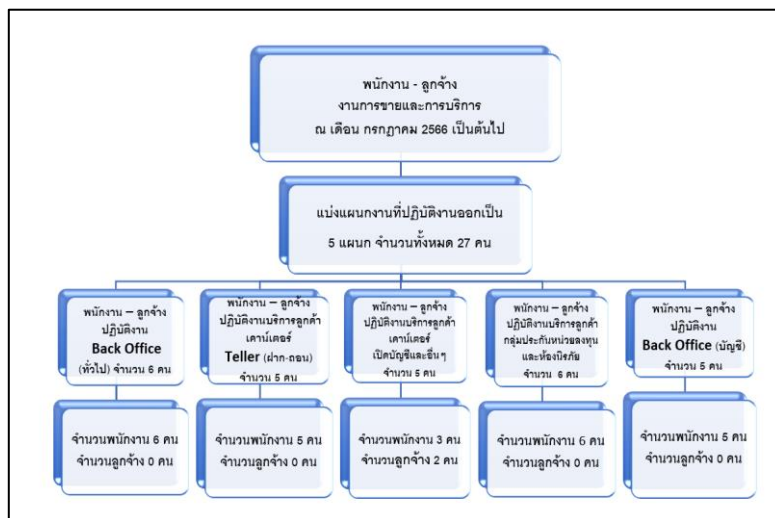 พนักงาน - ลูกจ้าง
งานการขายและการบริการ
ณ เดือน กรกฎาคม 2566 เป็นต้นไป
แบ่งแผนกงานที่ปฏิบัติงานออกเป็น
5 แผนก จำนวนทั้งหมด 27 คน
พนักงาน – ลูกจ้าง
ปฏิบัติงาน
Back Office
(ทั่วไป) จำนวน 6 คน
พนักงาน – ลูกจ้าง
ปฏิบัติงานบริการลูกค้า
เคาน์เตอร์
Teller (ฝาก-ถอน)
จำนวน 5 คน
พนักงาน – ลูกจ้าง
ปฏิบัติงานบริการลูกค้า
เคาน์เตอร์
เปิดบัญชีและอื่นๆ
จำนวน 5 คน
พนักงาน – ลูกจ้าง
ปฏิบัติงานบริการลูกค้า
กลุ่มประกันหน่วยลงทุน
และห้องนิรภัย
จำนวน 6 คน
พนักงาน – ลูกจ้าง
ปฏิบัติงาน
Back Office (บัญชี)
จำนวน 5 คน
จำนวนพนักงาน 6 คน
จำนวนลูกจ้าง 0 คน
จำนวนพนักงาน 5 คน
จำนวนลูกจ้าง 0 คน
จำนวนพนักงาน 3 คน
จำนวนลูกจ้าง 2 คน
จำนวนพนักงาน 6 คน
จำนวนลูกจ้าง 0 คน
จำนวนพนักงาน 5 คน
จำนวนลูกจ้าง 0 คน